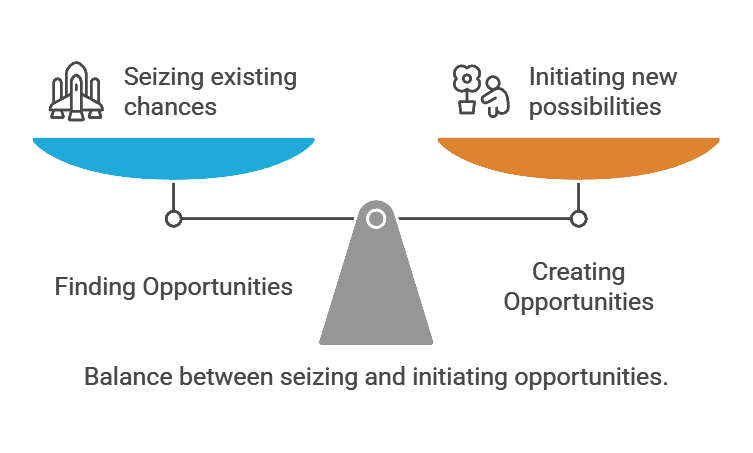 Seizing existing
chances
Initiating new
possibilities
Finding Opportunities
Creating
Opportunities
Balance between seizing and initiating opportunities.